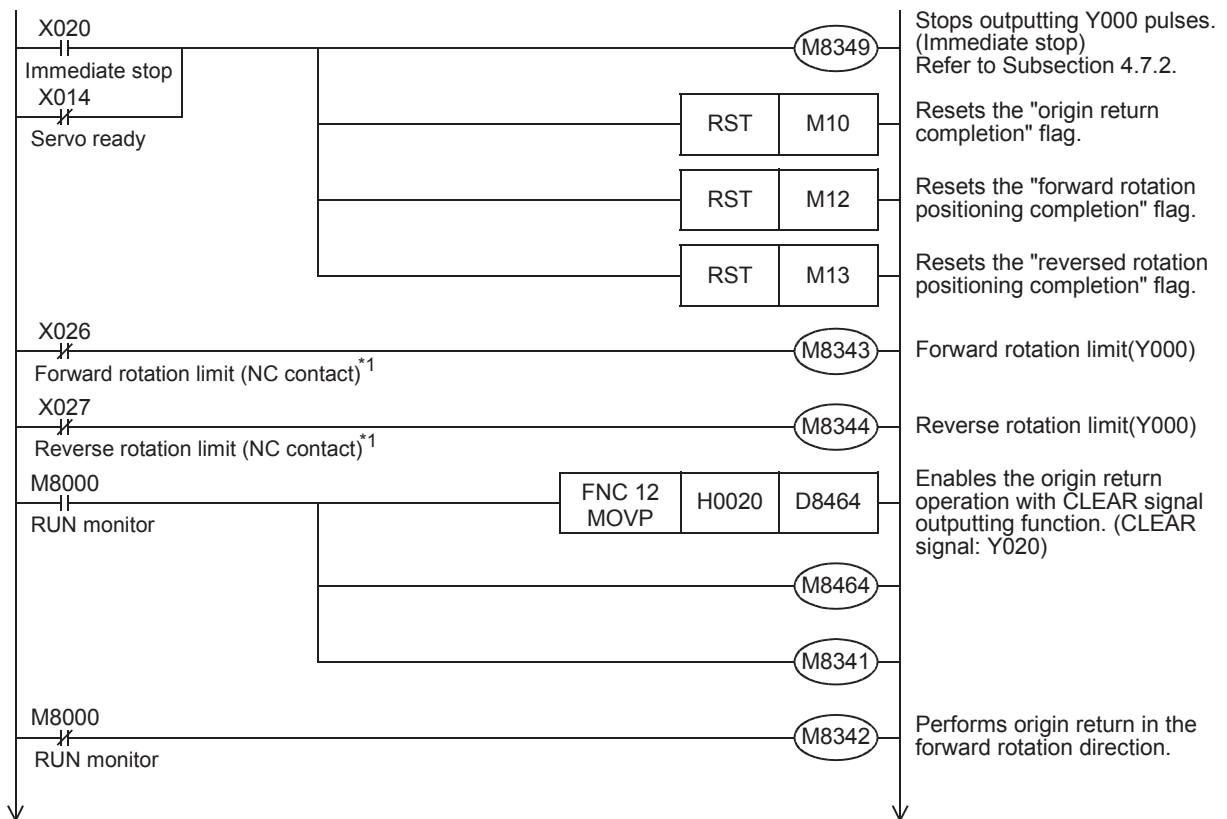 X020
Immediate stop
X014
Servo ready
M8349
Stops outputting Y000 pulses.
(Immediate stop)
Refer to Subsection 4.7.2.
RST M10
Resets the "origin return
completion" flag.
RST M12
Resets the "forward rotation
positioning completion" flag.
RST M13
Resets the "reversed rotation
positioning completion" flag.
X026
Forward rotation limit (NC contact)*1
M8343
Forward rotation limit(Y000)
X027
Reverse rotation limit (NC contact)*1
M8344
Reverse rotation limit(Y000)
M8000
RUN monitor
FNC 12
MOVP
H0020
D8464
Enables the origin return
operation with CLEAR signal
outputting function. (CLEAR
signal: Y020)
M8464
M8341
M8000
RUN monitor
M8342
Performs origin return in the
forward rotation direction.